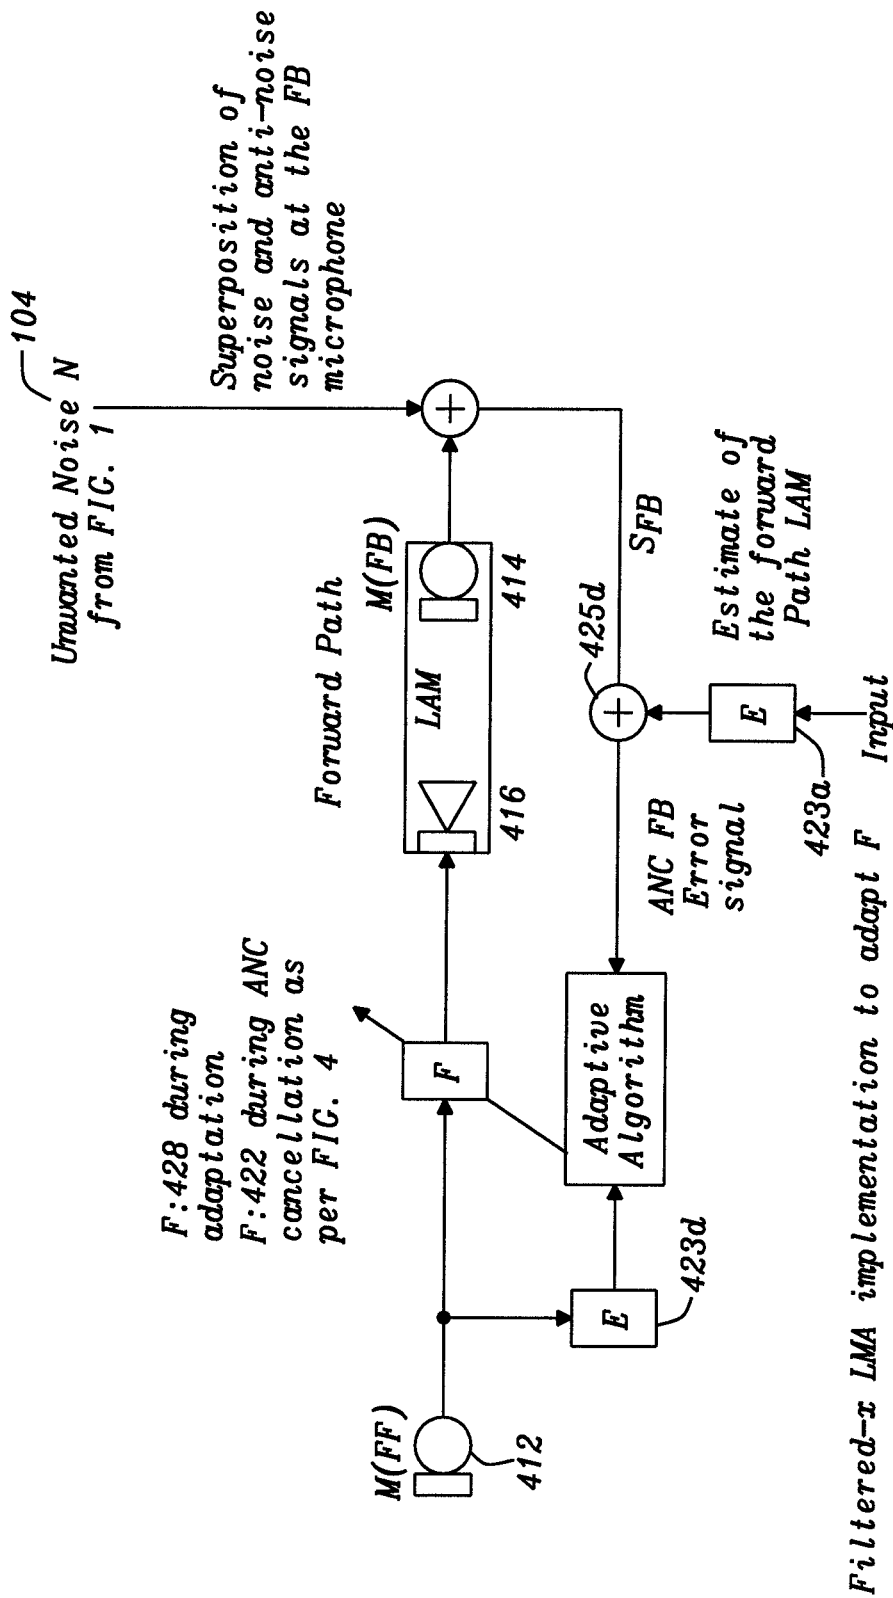 Unwanted Noise N
from FIG. 1
104
Superposition of
noise and anti-noise
signals at the FB
microphone
F:428 during
adaptation
F:422 during ANC
cancellation as
per FIG. 4
Forward Path
M(FF)
412
F
LAM
416
M(FB)
414
+
E
423d
Adaptive
Algorithm
ANC FB
Error
signal
+
425d
SFB
E
423a
Estimate of
the forward
Path LAM
Input
Filtered-x LMA implementation to adapt F